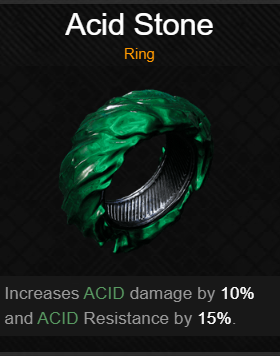 Acid Stone
Ring
Increases ACID damage by 10%
and ACID Resistance by 15%.